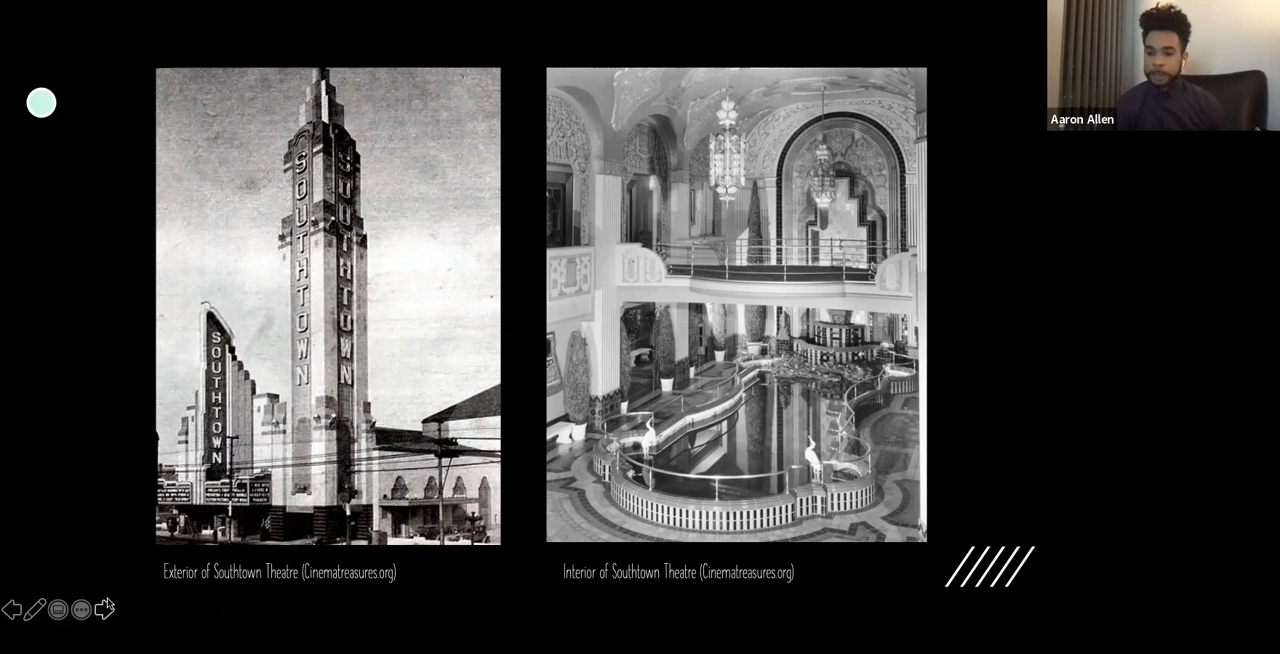 Aaron Allen
SOUTHTOWN
SOUTHTOWN
SOUTHTOWN
Exterior of Southtown Theatre (Cinematreasures.org)
Interior of Southtown Theatre (Cinematreasures.org)